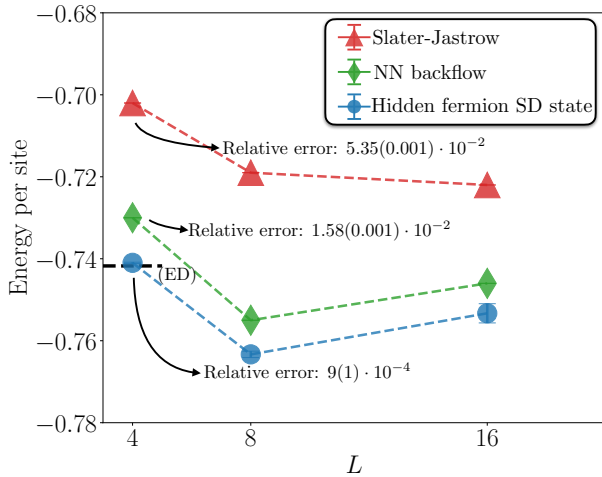 −0.68
−0.70
−0.72
−0.74
−0.76
−0.78
Energy per site
Slater-Jastrow
NN backflow
Hidden fermion SD state
Relative error: 5.35(0.001) · 10⁻²
Relative error: 1.58(0.001) · 10⁻²
(ED)
Relative error: 9(1) · 10⁻⁴
4 8 16
L